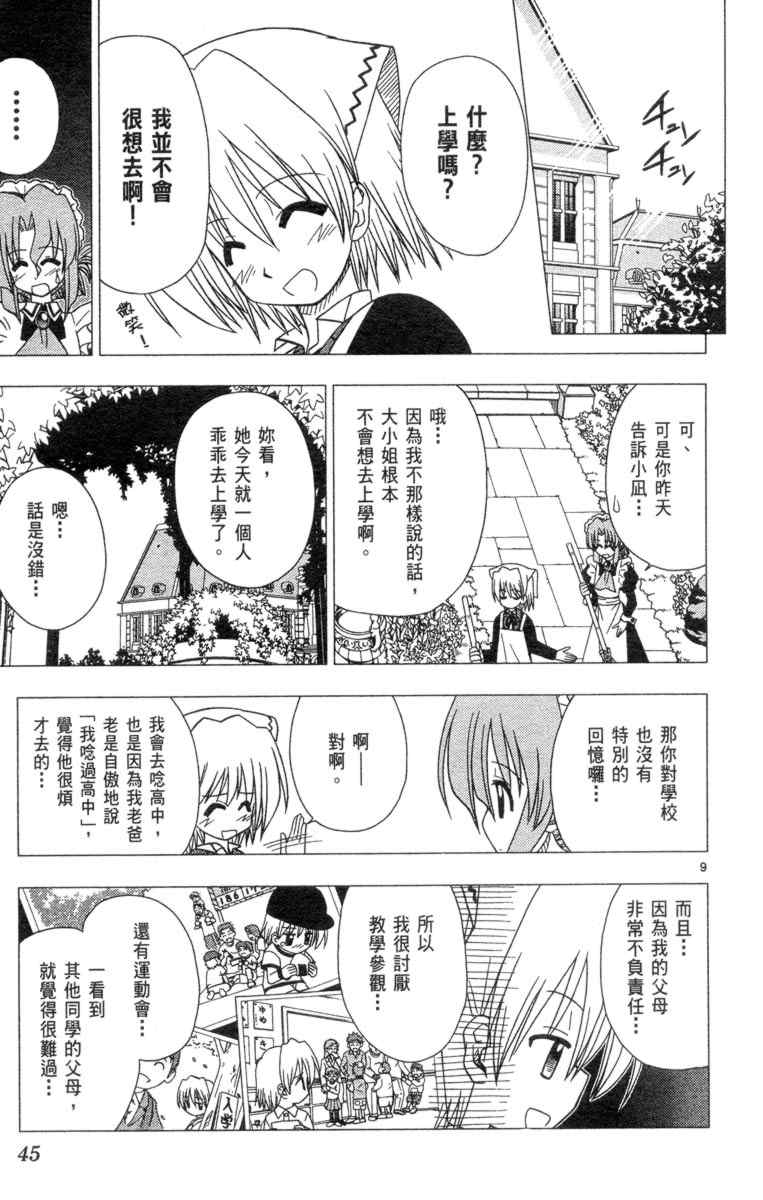 チュン
チュン
什麼？
上學嗎？
我並不會
很想去啊！
微笑！
……
可、
可是你昨天
告訴小凪…
哦…
因為我不那樣說的話，
大小姐根本
不會想去上學啊。
妳看，
她今天就一個人
乖乖去上學了。
嗯…
話是沒錯…
那你對學校
也沒有
特別的
回憶囉…
啊——
對啊。
我會去唸高中，
也是因為我老爸
老是自傲地說
「我唸過高中」，
覺得他很煩
才去的…
9
而且…
因為我的父母
非常不負責任…
所以
我很討厭
教學參觀…
還有運動會…
一看到
其他同學的父母，
就覺得很難過…
186
入学
45